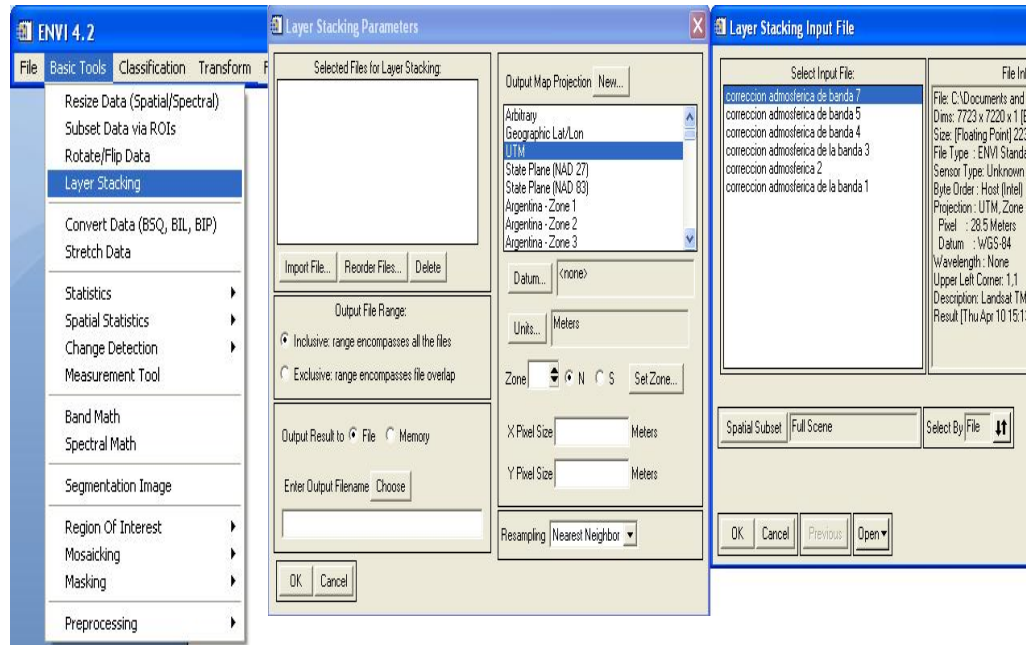 ENVI 4.2
File Basic Tools Classification Transform
Resize Data (Spatial/Spectral)
Subset Data via ROIs
Rotate/Flip Data
Layer Stacking
Convert Data (BSQ, BIL, BIP)
Stretch Data
Statistics
Spatial Statistics
Change Detection
Measurement Tool
Band Math
Spectral Math
Segmentation Image
Region Of Interest
Mosaicking
Masking
Preprocessing
Layer Stacking Parameters
Selected Files for Layer Stacking:
Import File... Reorder Files... Delete
Output File Range:
Inclusive: range encompasses all the files
Exclusive: range encompasses file overlap
Output Result to File Memory
Enter Output Filename Choose
OK Cancel
Output Map Projection New...
Arbitrary
Geographic Lat/Lon
UTM
State Plane (NAD 27)
State Plane (NAD 83)
Argentina - Zone 1
Argentina - Zone 2
Argentina - Zone 3
Datum... <none>
Units... Meters
Zone N S Set Zone...
X Pixel Size Meters
Y Pixel Size Meters
Resampling Nearest Neighbor
Layer Stacking Input File
Select Input File:
correccion admosferica de banda 7
correccion admosferica de banda 5
correccion admosferica de banda 4
correccion admosferica de la banda 3
correccion admosferica 2
correccion admosferica de la banda 1
File In
File: C:\Documents and
Dims: 7723 x 7220 x 1 [
Size: [Floating Point] 223
File Type : ENVI Standa
Sensor Type: Unknown
Byte Order : Host (Intel)
Projection : UTM, Zone
Pixel : 28.5 Meters
Datum : WGS-84
Wavelength : None
Upper Left Corner: 1,1
Description: Landsat TM
Result [Thu Apr 10 15:1
Spatial Subset Full Scene
Select By File
OK Cancel Previous Open